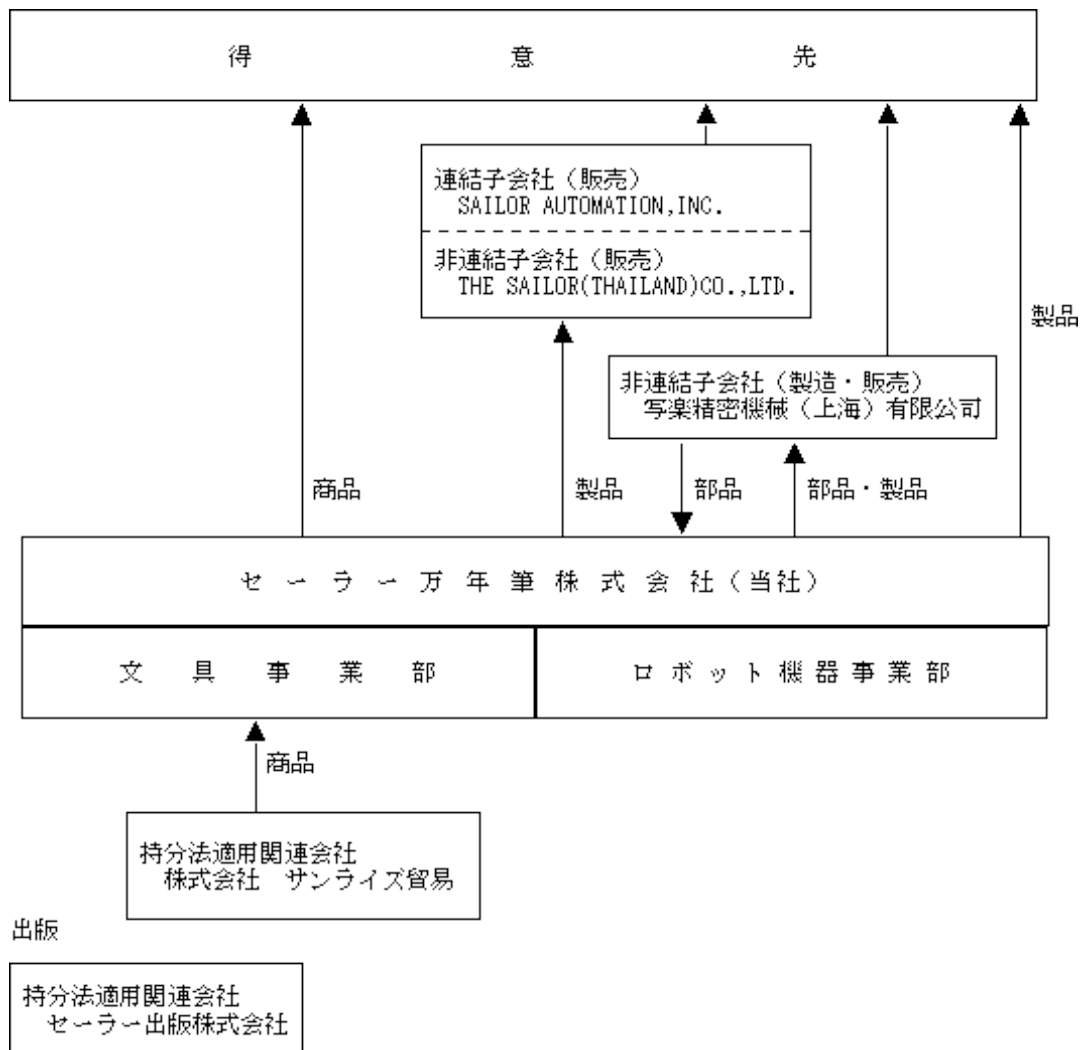 得意先
連結子会社（販売）
SAILOR AUTOMATION,INC.
非連結子会社（販売）
THE SAILOR(THAILAND)CO.,LTD.
製品
非連結子会社（製造・販売）
写楽精密機械（上海）有限公司
商品
製品
部品
部品・製品
セーラー万年筆株式会社(当社)
文具事業部
ロボット機器事業部
商品
持分法適用関連会社
株式会社　サンライズ貿易
出版
持分法適用関連会社
セーラー出版株式会社